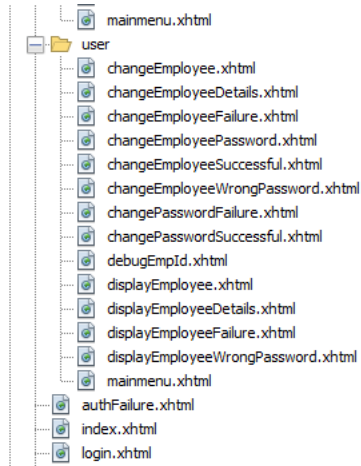 mainmenu.xhtml
user
changeEmployee.xhtml
changeEmployeeDetails.xhtml
changeEmployeeFailure.xhtml
changeEmployeePassword.xhtml
changeEmployeeSuccessful.xhtml
changeEmployeeWrongPassword.xhtml
changePasswordFailure.xhtml
changePasswordSuccessful.xhtml
debugEmpId.xhtml
displayEmployee.xhtml
displayEmployeeDetails.xhtml
displayEmployeeFailure.xhtml
displayEmployeeWrongPassword.xhtml
mainmenu.xhtml
authFailure.xhtml
index.xhtml
login.xhtml